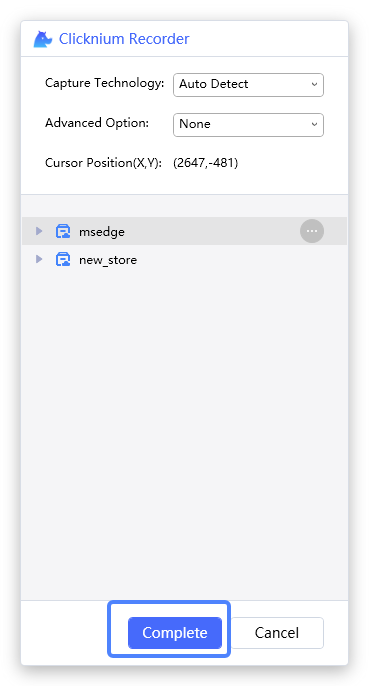 Clicknium Recorder
Capture Technology: Auto Detect
Advanced Option: None
Cursor Position(X,Y): (2647,-481)
msedge
new_store
Complete Cancel